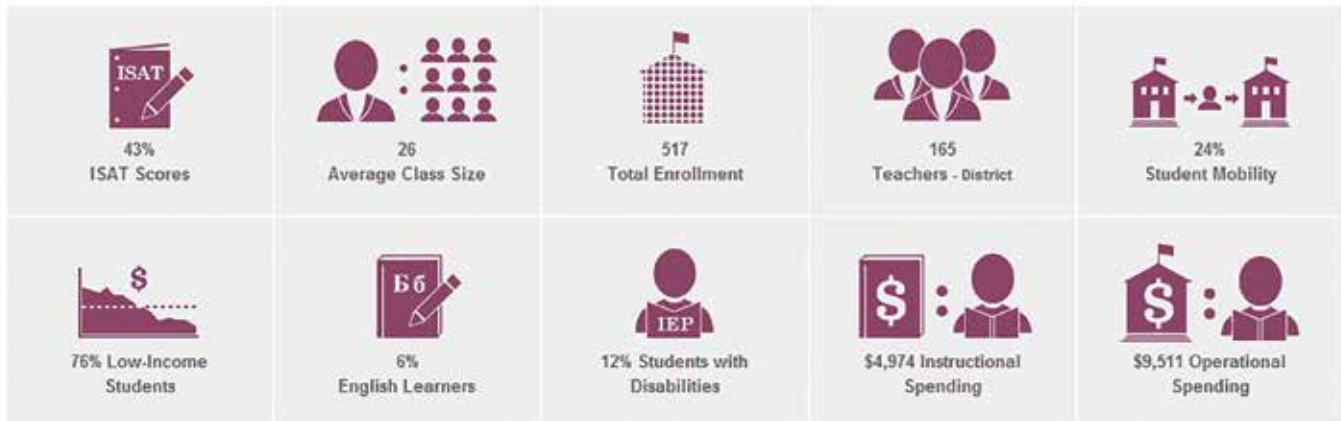 ISAT
43%
ISAT Scores
26
Average Class Size
517
Total Enrollment
165
Teachers - District
24%
Student Mobility
$
76% Low-Income
Students
Бб
6%
English Learners
IEP
12% Students with
Disabilities
$
$4,974 Instructional
Spending
$
$9,511 Operational
Spending